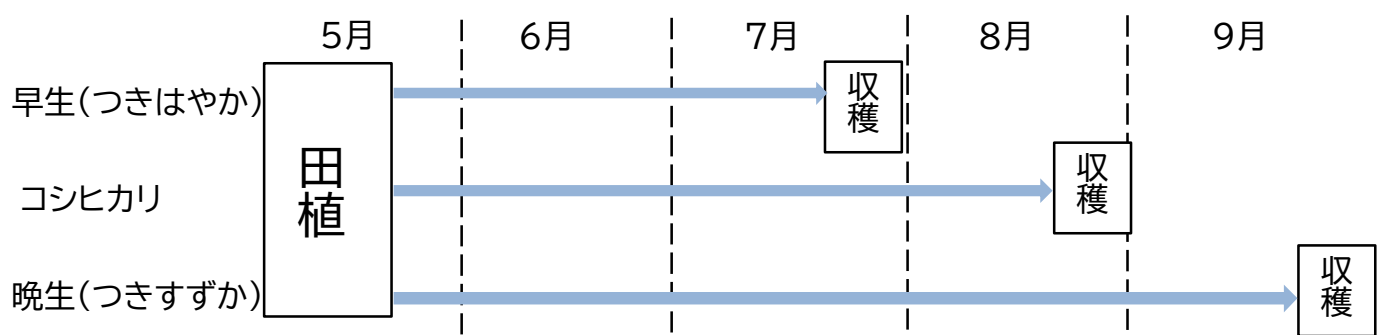 5月 6月 7月 8月 9月
早生(つきはやか)
収穫
田植
コシヒカリ
収穫
晩生(つきすずか)
収穫